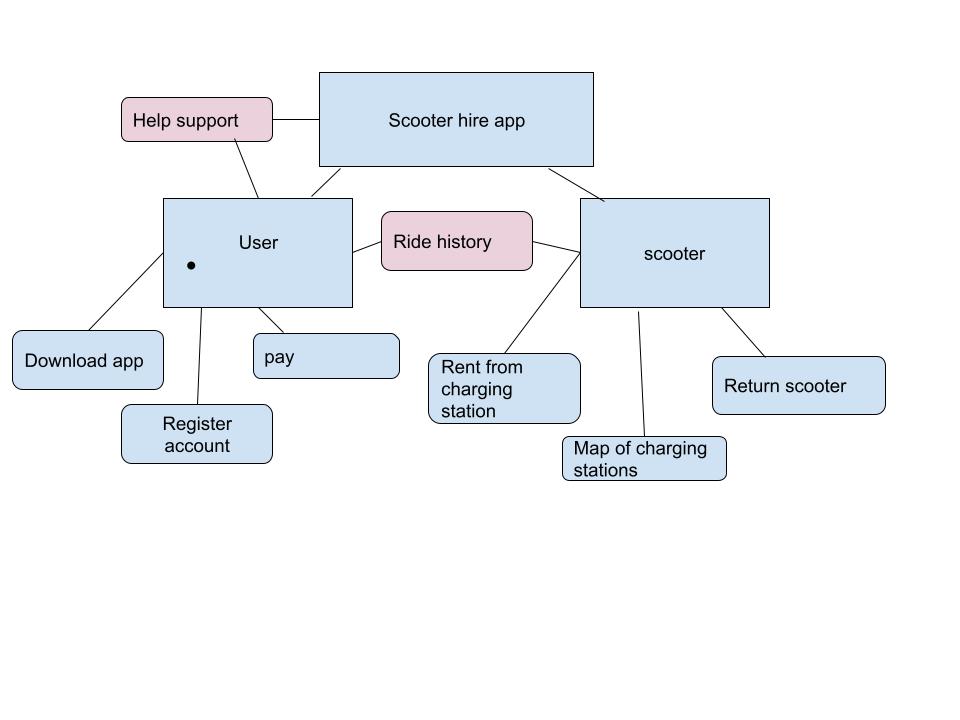 Scooter hire app
Help support
User
●
Ride history
scooter
Download app
pay
Rent from
charging
station
Return scooter
Register
account
Map of charging
stations